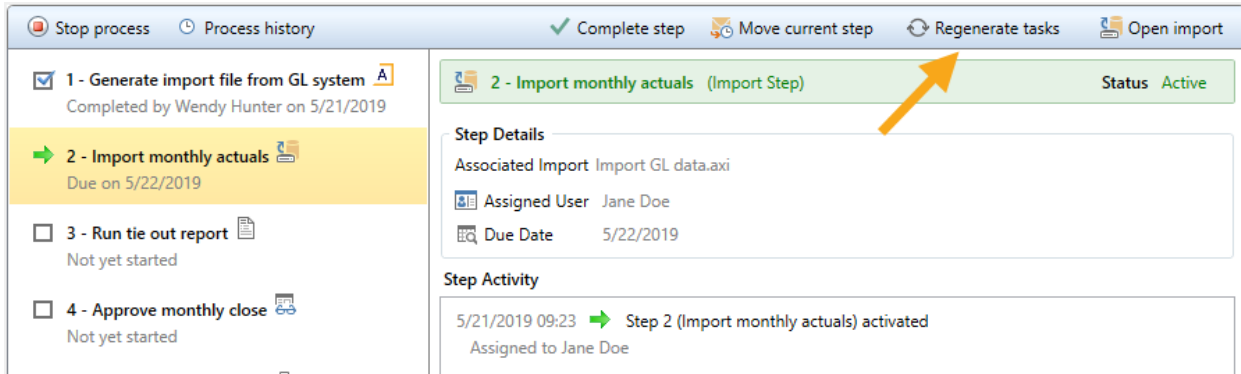 Stop process Process history Complete step Move current step Regenerate tasks Open import
1 - Generate import file from GL system A
Completed by Wendy Hunter on 5/21/2019
2 - Import monthly actuals
Due on 5/22/2019
3 - Run tie out report
Not yet started
4 - Approve monthly close
Not yet started
2 - Import monthly actuals (Import Step) Status Active
Step Details
Associated Import Import GL data.axi
Assigned User Jane Doe
Due Date 5/22/2019
Step Activity
5/21/2019 09:23 Step 2 (Import monthly actuals) activated
Assigned to Jane Doe